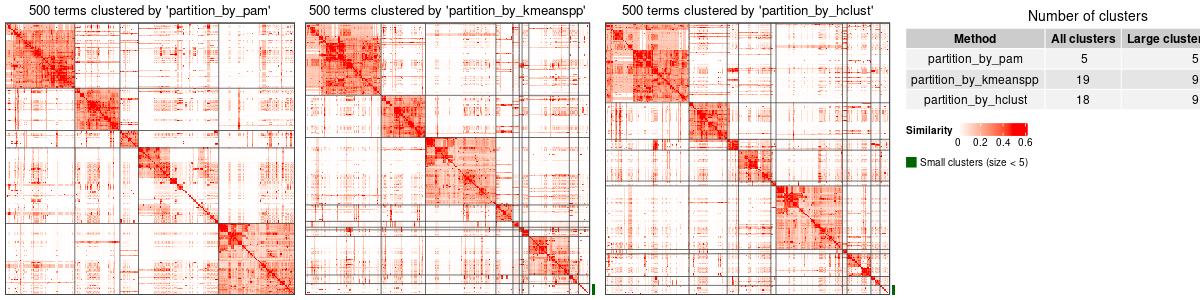 500 terms clustered by 'partition_by_pam'
500 terms clustered by 'partition_by_kmeanspp'
500 terms clustered by 'partition_by_hclust'
Number of clusters
Method All clusters Large cluster
partition_by_pam 5 5
partition_by_kmeanspp 19 9
partition_by_hclust 18 9
Similarity
0 0.2 0.4 0.6
Small clusters (size < 5)